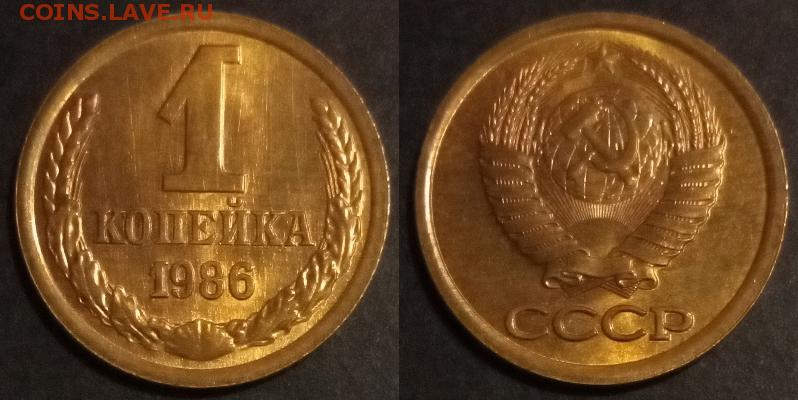 COINS.LAVE.RU
1
КОПЕЙКА
1986
СССР